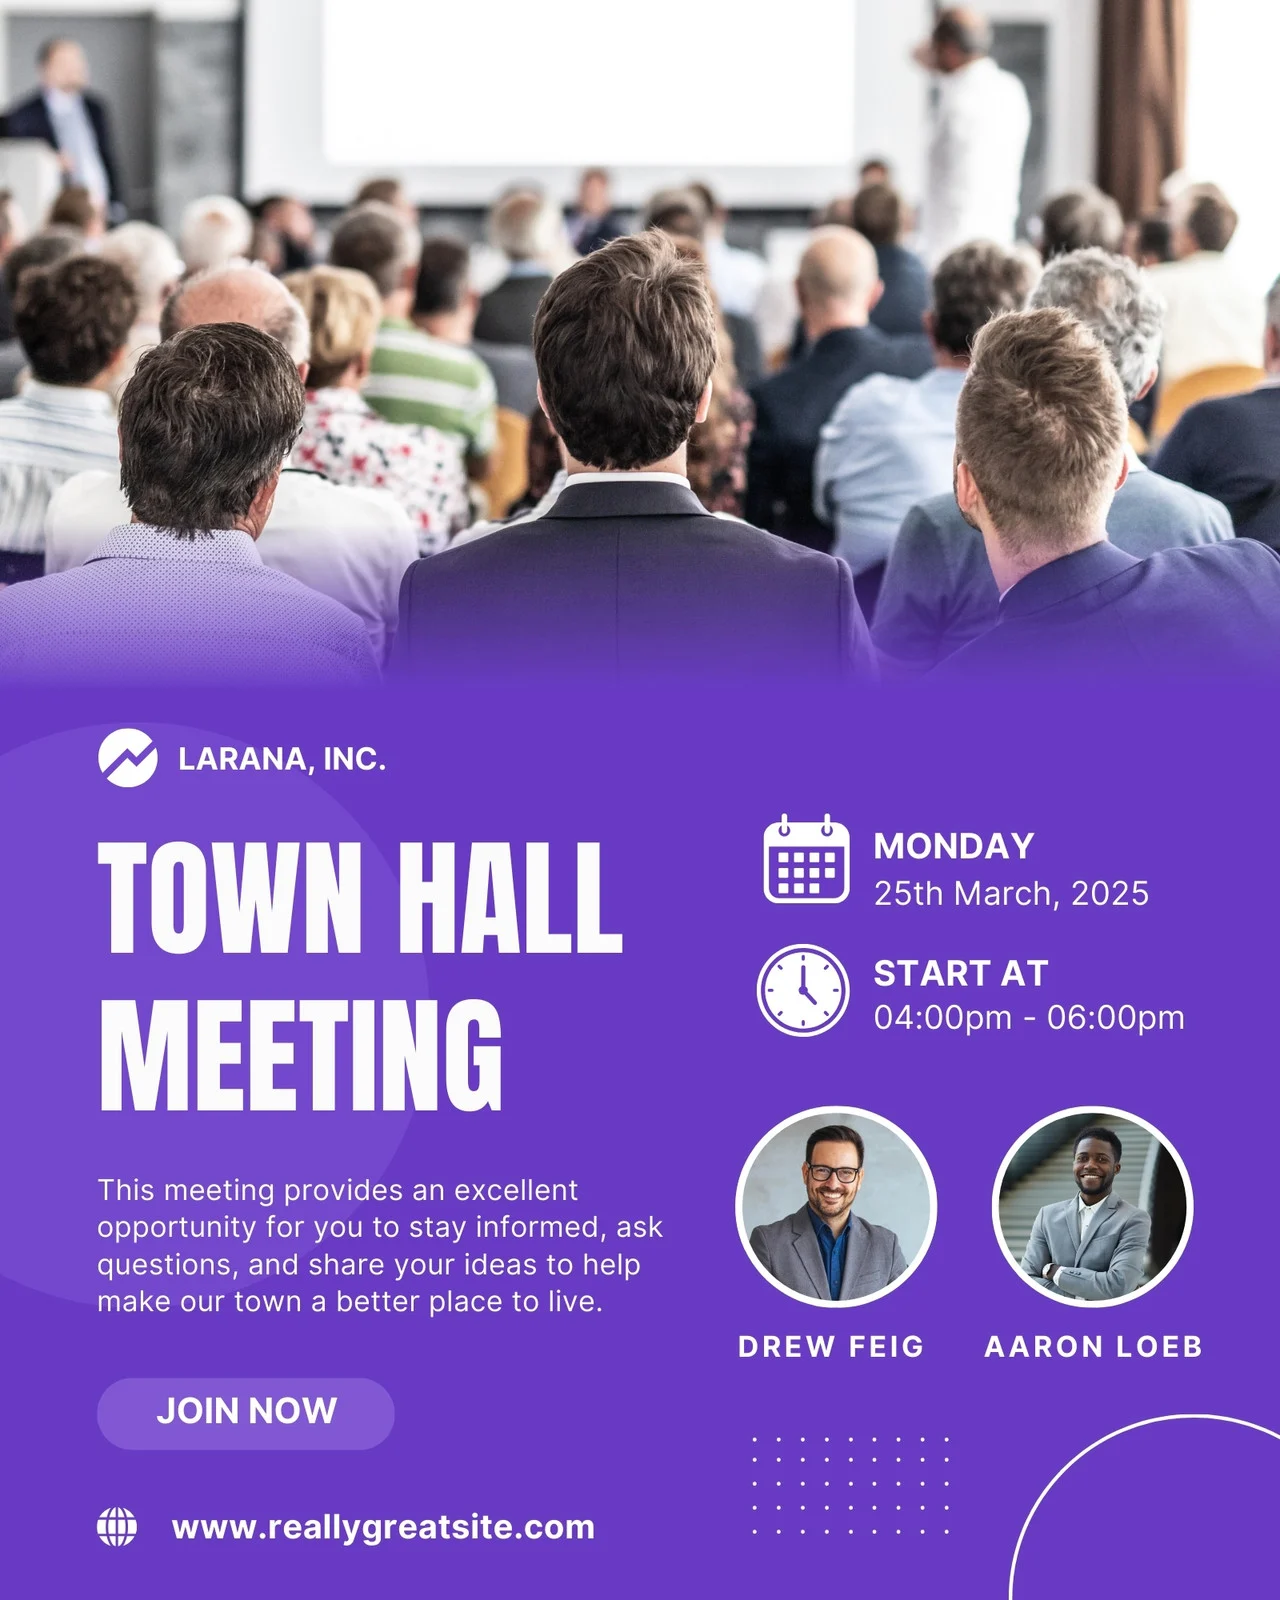 LARANA, INC.
TOWN HALL
MEETING
This meeting provides an excellent
opportunity for you to stay informed, ask
questions, and share your ideas to help
make our town a better place to live.
JOIN NOW
www.reallygreatsite.com
MONDAY
25th March, 2025
START AT
04:00pm - 06:00pm
DREW FEIG
AARON LOEB